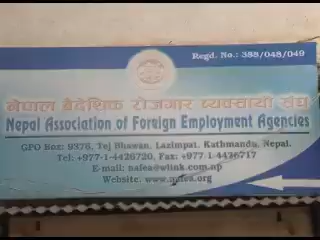 Regd. No.: 388/048/049
नेपाल वैदेशिक रोजगार व्यवसायी संघ
Nepal Association of Foreign Employment Agencies
GPO Box: 9376, Tej Bhawan, Lazimpat, Kathmandu, Nepal.
Tel: +977-1-4426720, Fax: +977 1-4436717
E-mail: nafea@wlink.com.np
Website: www.nafea.org